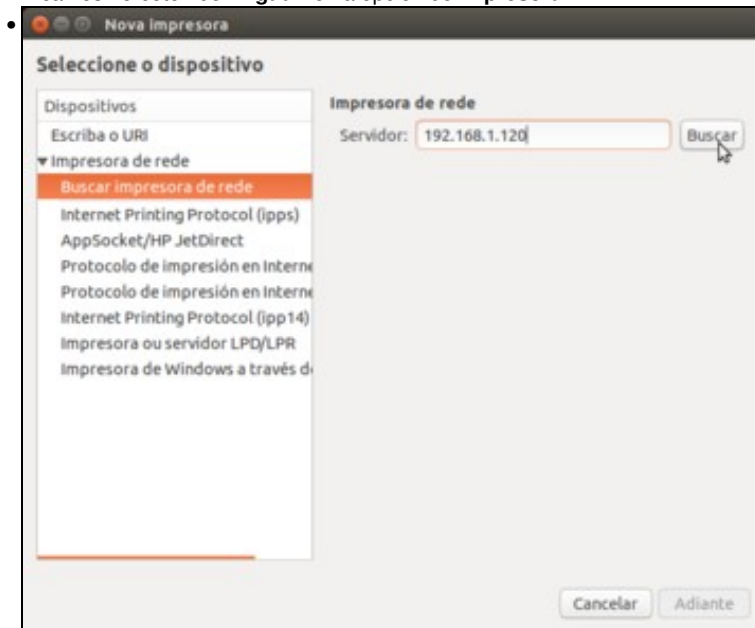 Nova impresora
Seleccione o dispositivo
Dispositivos
Escriba o URI
Impresora de rede
Buscar impresora de rede
Internet Printing Protocol (ipps)
AppSocket/HP JetDirect
Protocolo de impresión en Interne
Protocolo de impresión en Interne
Internet Printing Protocol (ipp14)
Impresora ou servidor LPD/LPR
Impresora de Windows a través d
Impresora de rede
Servidor: 192.168.1.120 Buscar
Cancelar Adiante